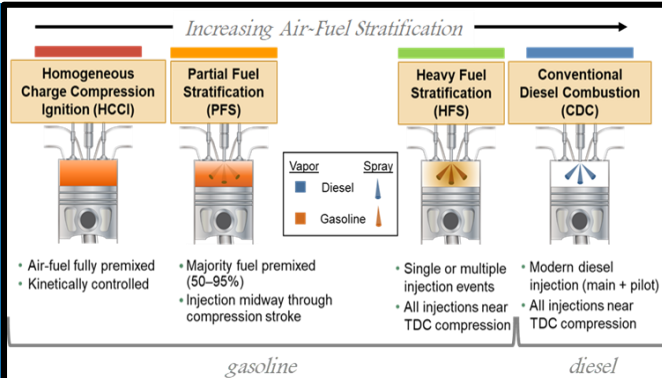 Increasing Air-Fuel Stratification
Homogeneous
Charge Compression
Ignition (HCCI)
Partial Fuel
Stratification
(PFS)
Heavy Fuel
Stratification
(HFS)
Conventional
Diesel Combustion
(CDC)
Vapor Spray
Diesel
Gasoline
• Air-fuel fully premixed
• Kinetically controlled
• Majority fuel premixed
(50–95%)
• Injection midway through
compression stroke
• Single or multiple
injection events
• All injections near
TDC compression
• Modern diesel
injection (main + pilot)
• All injections near
TDC compression
gasoline
diesel